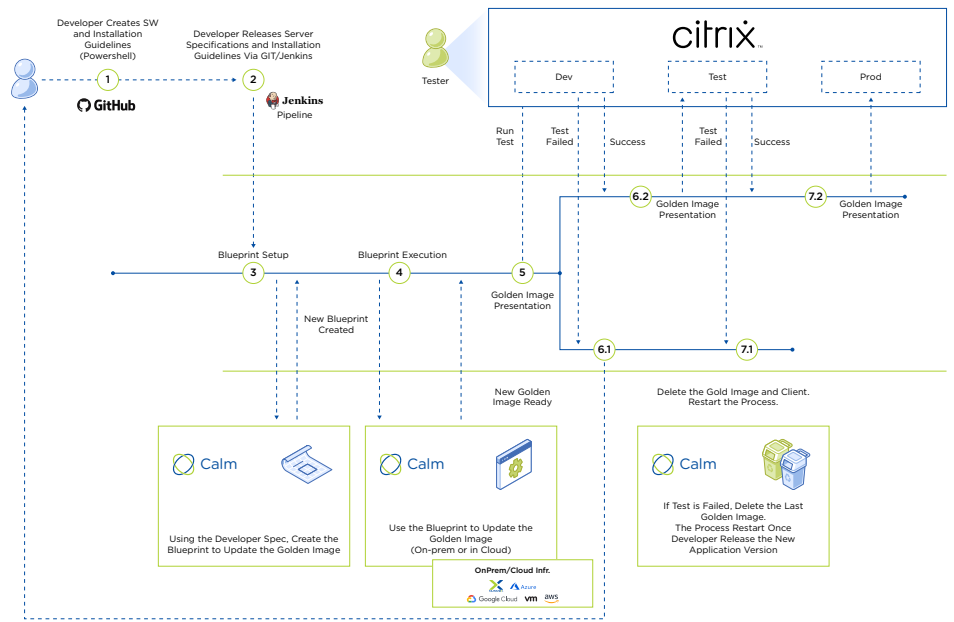 Developer Creates SW
and Installation
Guidelines
(Powershell)
Developer Releases Server
Specifications and Installation
Guidelines Via GIT/Jenkins
1
2
GitHub
Jenkins
Pipeline
Tester
citrix™
Dev
Test
Prod
Run
Test
Test
Failed
Success
Test
Failed
Success
6.2
Golden Image
Presentation
7.2
Golden Image
Presentation
Blueprint Setup
3
Blueprint Execution
4
5
Golden Image
Presentation
New Blueprint
Created
6.1
7.1
New Golden
Image Ready
Delete the Gold Image and Client.
Restart the Process.
Calm
Using the Developer Spec, Create the
Blueprint to Update the Golden Image
Calm
Use the Blueprint to Update the
Golden Image
(On-prem or in Cloud)
Calm
If Test is Failed, Delete the Last
Golden Image.
The Process Restart Once
Developer Release the New
Application Version
OnPrem/Cloud Infr.
Azure
Google Cloud
vm
aws